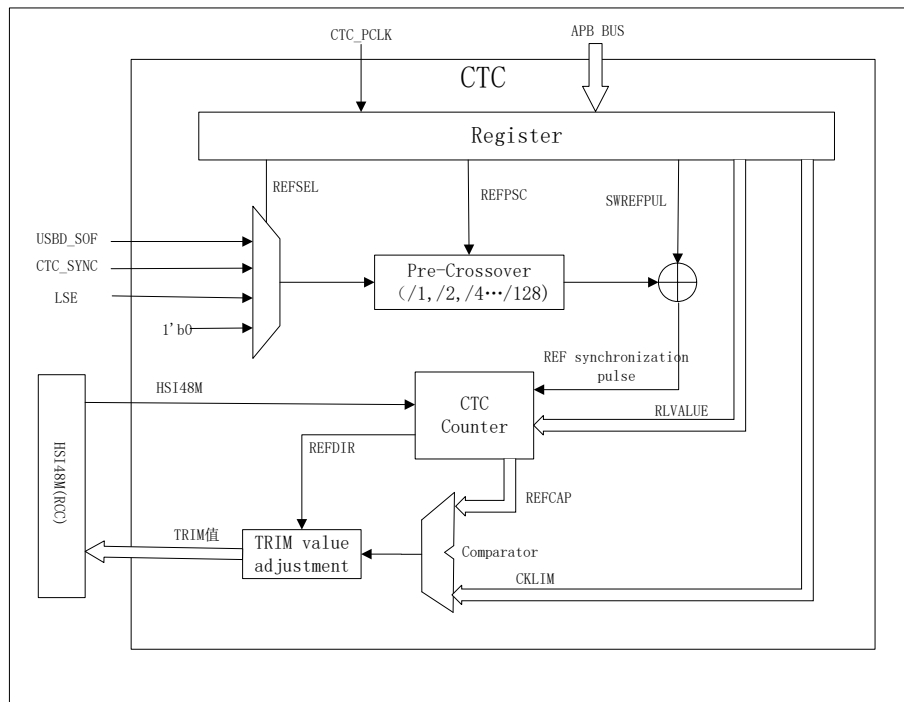 CTC_PCLK
APB BUS
CTC
Register
REFSEL
REFPSC
SWREFPUL
USBD_SOF
CTC_SYNC
LSE
1'b0
Pre-Crossover
(/1,/2,/4···/128)
REF synchronization
pulse
HSI48M
CTC
Counter
RLVALUE
REFDIR
REFCAP
HSI48M(RCC)
TRIM值
TRIM value
adjustment
Comparator
CKLIM